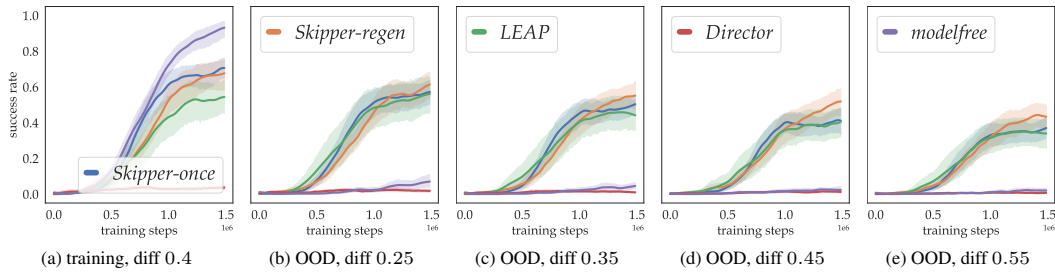 1.0
0.8
0.6
0.4
0.2
0.0
success rate
Skipper-once
0.0 0.5 1.0 1.5
1e6
training steps
(a) training, diff 0.4
Skipper-regen
0.0 0.5 1.0 1.5
1e6
training steps
(b) OOD, diff 0.25
LEAP
0.0 0.5 1.0 1.5
1e6
training steps
(c) OOD, diff 0.35
Director
0.0 0.5 1.0 1.5
1e6
training steps
(d) OOD, diff 0.45
modelfree
0.0 0.5 1.0 1.5
1e6
training steps
(e) OOD, diff 0.55